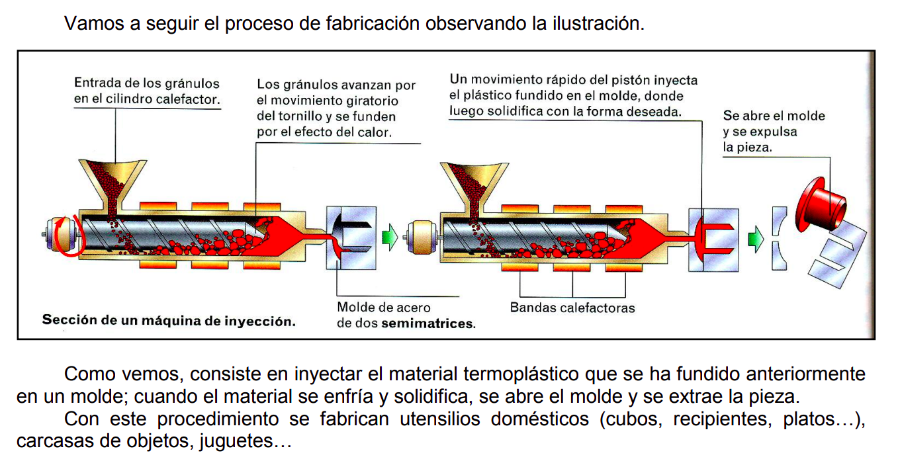 Vamos a seguir el proceso de fabricación observando la ilustración.
Entrada de los gránulos
en el cilindro calefactor.
Los gránulos avanzan por
el movimiento giratorio
del tornillo y se funden
por el efecto del calor.
Un movimiento rápido del pistón inyecta
el plástico fundido en el molde, donde
luego solidifica con la forma deseada.
Se abre el molde
y se expulsa
la pieza.
Molde de acero
de dos semimatrices.
Bandas calefactoras
Sección de un máquina de inyección.
Como vemos, consiste en inyectar el material termoplástico que se ha fundido anteriormente
en un molde; cuando el material se enfría y solidifica, se abre el molde y se extrae la pieza.
Con este procedimiento se fabrican utensilios domésticos (cubos, recipientes, platos…),
carcasas de objetos, juguetes…